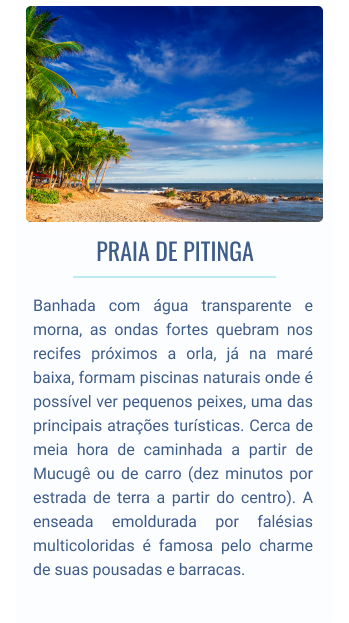 PRAIA DE PITINGA
Banhada com água transparente e
morna, as ondas fortes quebram nos
recifes próximos a orla, já na maré
baixa, formam piscinas naturais onde é
possível ver pequenos peixes, uma das
principais atrações turísticas. Cerca de
meia hora de caminhada a partir de
Mucugê ou de carro (dez minutos por
estrada de terra a partir do centro). A
enseada emoldurada por falésias
multicoloridas é famosa pelo charme
de suas pousadas e barracas.